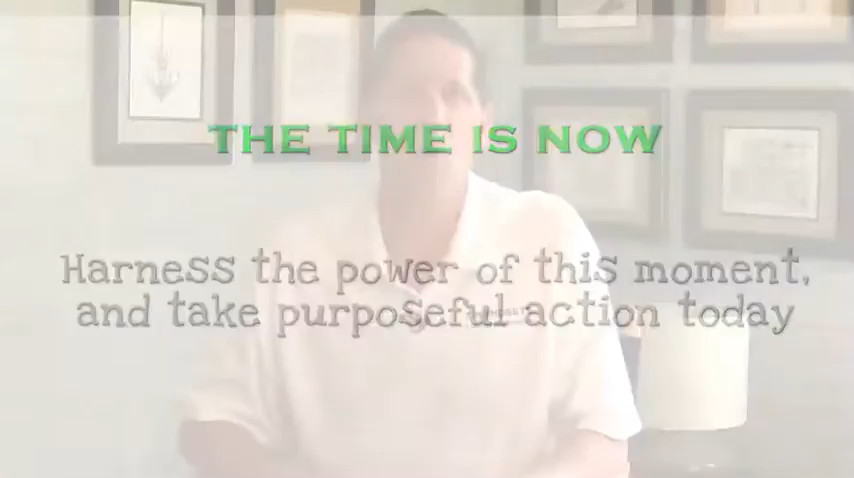 THE TIME IS NOW
Harness the power of this moment,
and take purposeful action today